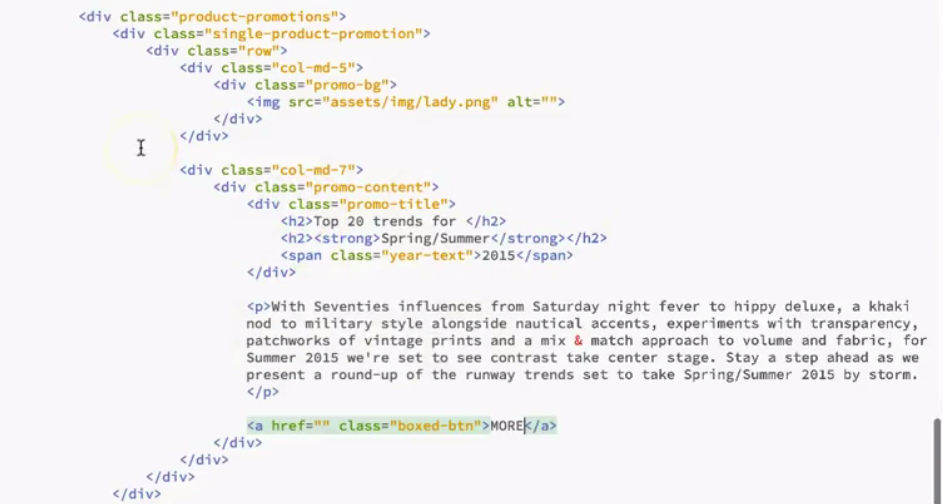 <div class="product-promotions">
<div class="single-product-promotion">
<div class="row">
<div class="col-md-5">
<div class="promo-bg">
<img src="assets/img/lady.png" alt="">
</div>
</div>
<div class="col-md-7">
<div class="promo-content">
<div class="promo-title">
<h2>Top 20 trends for </h2>
<h2><strong>Spring/Summer</strong></h2>
<span class="year-text">2015</span>
</div>
<p>With Seventies influences from Saturday night fever to hippy deluxe, a khaki
nod to military style alongside nautical accents, experiments with transparency,
patchworks of vintage prints and a mix & match approach to volume and fabric, for
Summer 2015 we're set to see contrast take center stage. Stay a step ahead as we
present a round-up of the runway trends set to take Spring/Summer 2015 by storm.
</p>
<a href="" class="boxed-btn">MORE</a>
</div>
</div>
</div>
</div>